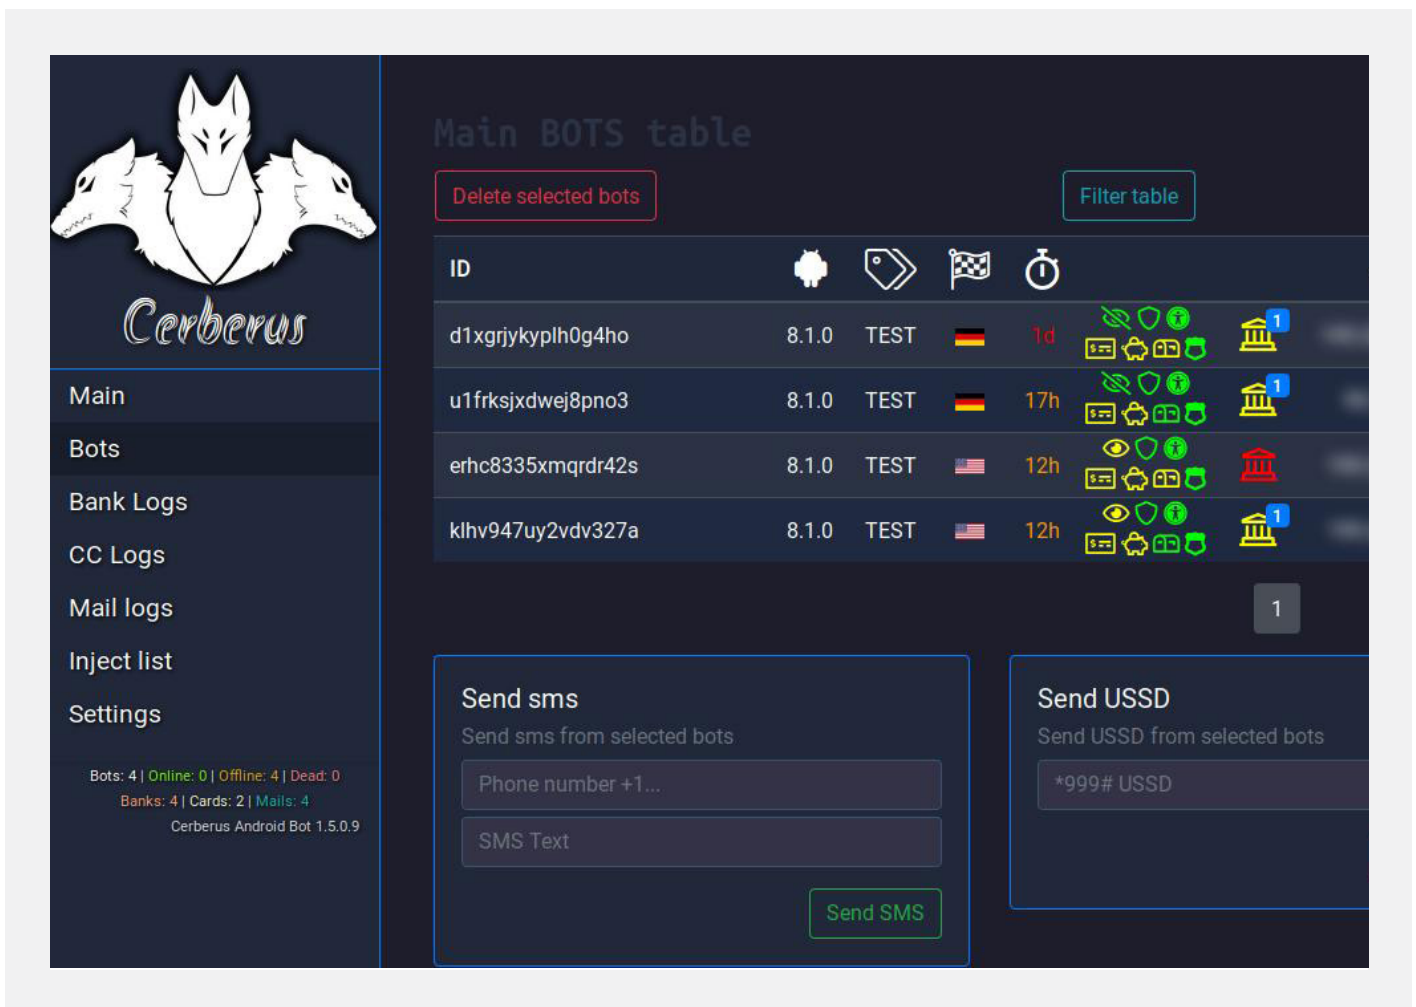 Cerberus
Main
Bots
Bank Logs
CC Logs
Mail logs
Inject list
Settings
Bots: 4 | Online: 0 | Offline: 4 | Dead: 0
Banks: 4 | Cards: 2 | Mails: 4
Cerberus Android Bot 1.5.0.9
Main BOTS table
Delete selected bots
Filter table
ID
d1xgrjykyplh0g4ho 8.1.0 TEST 1d 1
u1frksjxdwej8pno3 8.1.0 TEST 17h 1
erhc8335xmqrdr42s 8.1.0 TEST 12h
klhv947uy2vdv327a 8.1.0 TEST 12h 1
1
Send sms
Send sms from selected bots
Phone number +1...
SMS Text
Send SMS
Send USSD
Send USSD from selected bots
*999# USSD